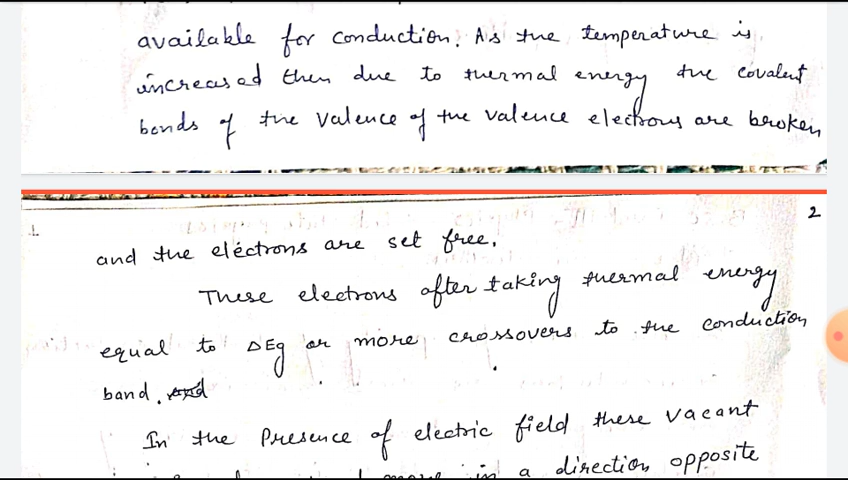 available for conduction. As the temperature is
increased then due to thermal energy the covalent
bonds of the valence of the valence electrons are broken
2
and the electrons are set free.
These electrons after taking thermal energy
equal to ΔEg or more crossovers to the conduction
band. and
In the Presence of electric field these vacant
in a direction opposite